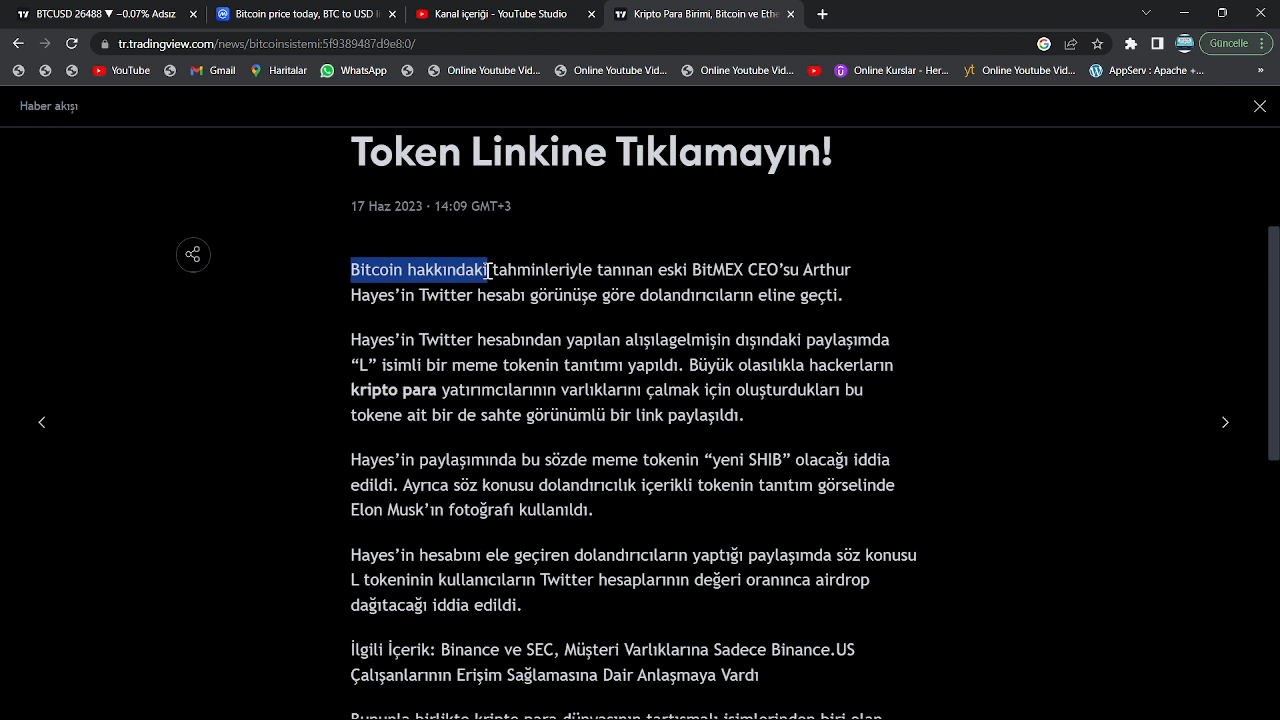 BTCUSD 26488 ▼ −0.07% Adsız
Bitcoin price today, BTC to USD li
Kanal içeriği - YouTube Studio
Kripto Para Birimi, Bitcoin ve Ethe
tr.tradingview.com/news/bitcoinsistemi:5f9389487d9e8:0/
Güncelle
YouTube
Gmail
Haritalar
WhatsApp
Online Youtube Vid...
Online Youtube Vid...
Online Youtube Vid...
Online Kurslar - Her...
Online Youtube Vid...
AppServ : Apache +...
Haber akışı
Token Linkine Tıklamayın!
17 Haz 2023 · 14:09 GMT+3
Bitcoin hakkındaki tahminleriyle tanınan eski BitMEX CEO’su Arthur
Hayes’in Twitter hesabı görünüşe göre dolandırıcıların eline geçti.
Hayes’in Twitter hesabından yapılan alışılagelmişin dışındaki paylaşımda
“L” isimli bir meme tokenin tanıtımı yapıldı. Büyük olasılıkla hackerların
kripto para yatırımcılarının varlıklarını çalmak için oluşturdukları bu
tokene ait bir de sahte görünümlü bir link paylaşıldı.
Hayes’in paylaşımında bu sözde meme tokenin “yeni SHIB” olacağı iddia
edildi. Ayrıca söz konusu dolandırıcılık içerikli tokenin tanıtım görselinde
Elon Musk’ın fotoğrafı kullanıldı.
Hayes’in hesabını ele geçiren dolandırıcıların yaptığı paylaşımda söz konusu
L tokeninin kullanıcıların Twitter hesaplarının değeri oranınca airdrop
dağıtacağı iddia edildi.
İlgili İçerik: Binance ve SEC, Müşteri Varlıklarına Sadece Binance.US
Çalışanlarının Erişim Sağlamasına Dair Anlaşmaya Vardı
Bununla birlikte kripto para dünyasının tartışmalı isimlerinden biri olan